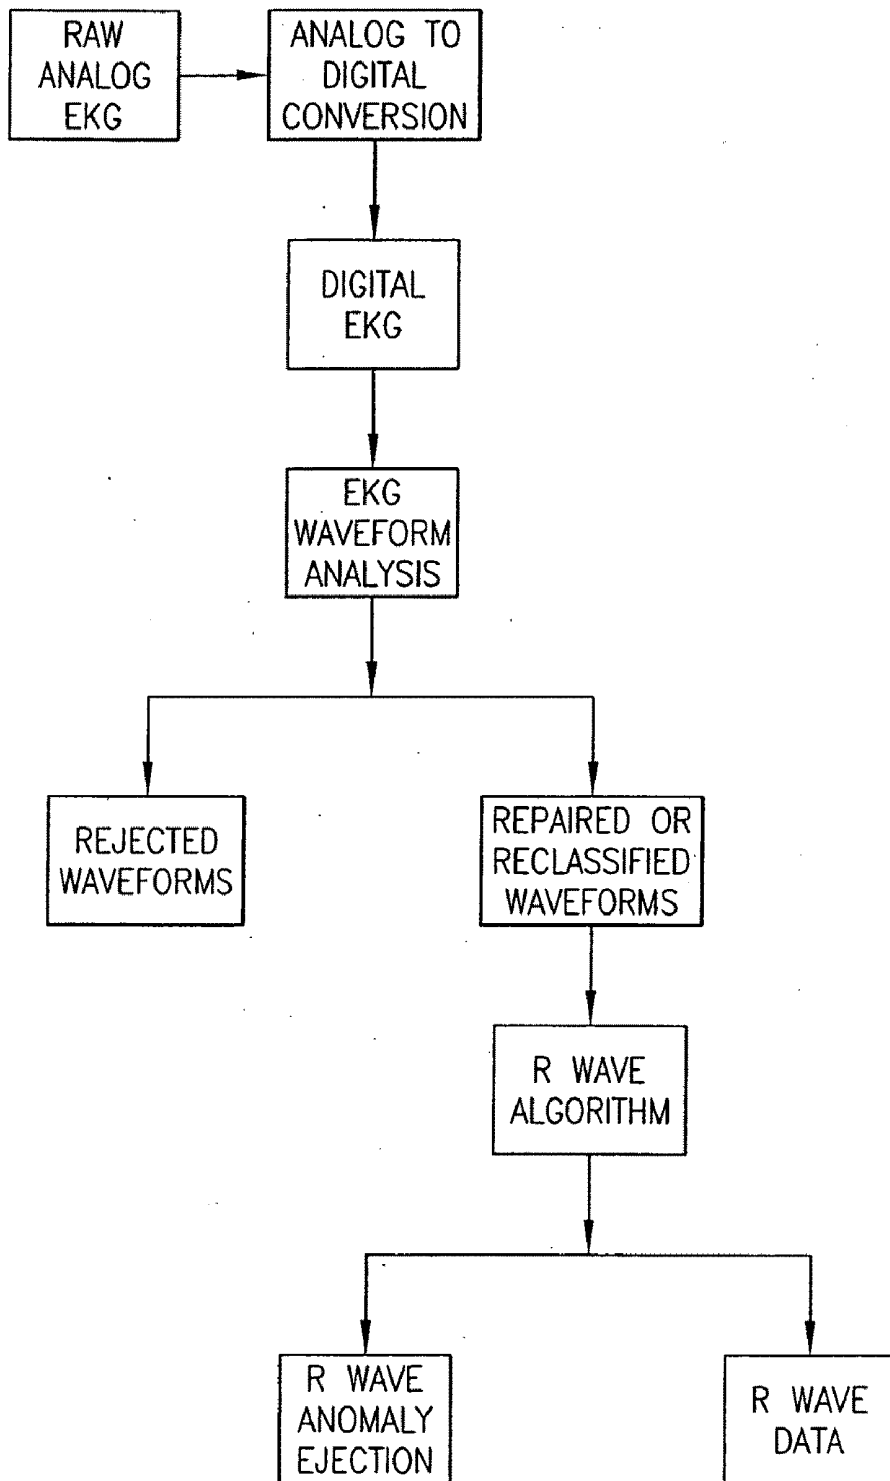 RAW
ANALOG
EKG
ANALOG TO
DIGITAL
CONVERSION
DIGITAL
EKG
EKG
WAVEFORM
ANALYSIS
REJECTED
WAVEFORMS
REPAIRED OR
RECLASSIFIED
WAVEFORMS
R WAVE
ALGORITHM
R WAVE
ANOMALY
EJECTION
R WAVE
DATA